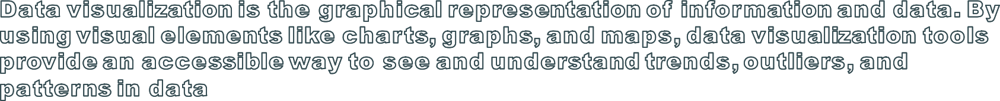 Data visualization is the graphical representation of information and data. By
using visual elements like charts, graphs, and maps, data visualization tools
provide an accessible way to see and understand trends, outliers, and
patterns in data